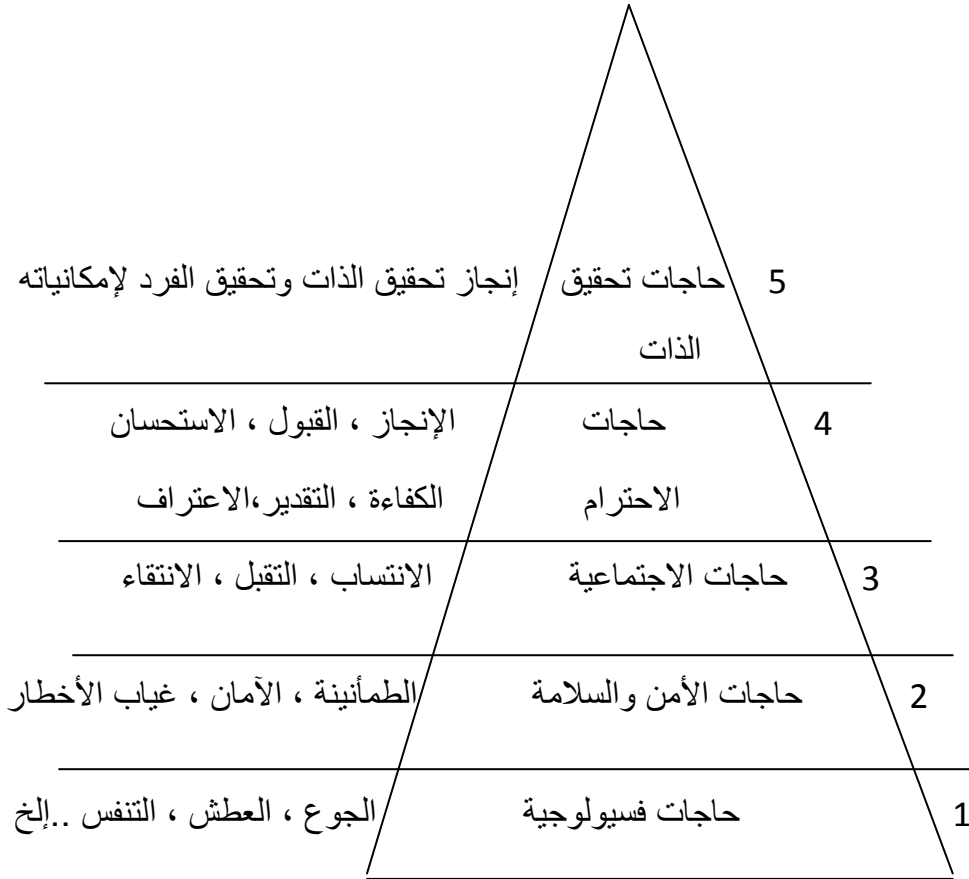 5 حاجات تحقيق إنجاز تحقيق الذات وتحقيق الفرد لإمكانياته
الذات
4 حاجات الإنجاز ، القبول ، الاستحسان
الاحترام الكفاءة ، التقدير ،الاعتراف
3 حاجات الاجتماعية الانتساب ، التقبل ، الانتقاء
2 حاجات الأمن والسلامة الطمأنينة ، الآمان ، غياب الأخطار
1 حاجات فسيولوجية الجوع ، العطش ، التنفس ..إلخ